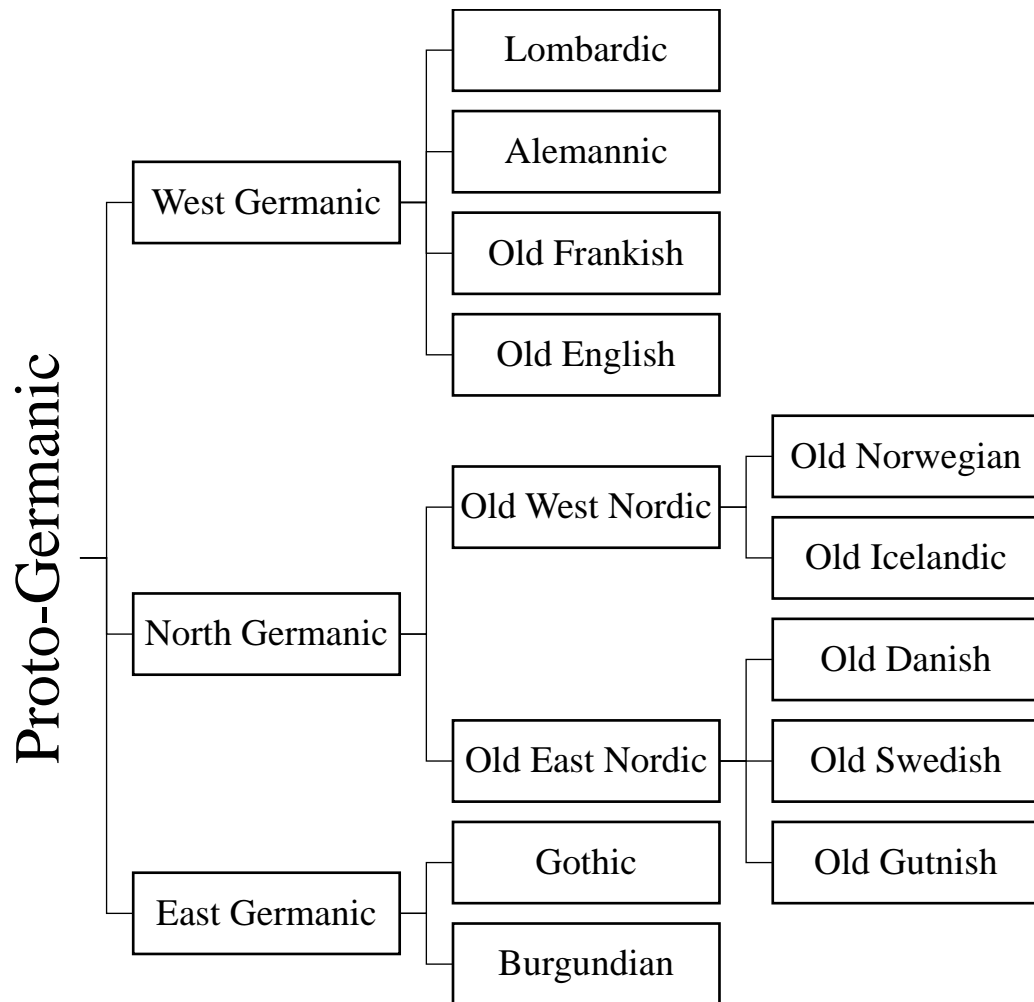 Proto-Germanic
West Germanic
Lombardic
Alemannic
Old Frankish
Old English
North Germanic
Old West Nordic
Old Norwegian
Old Icelandic
Old East Nordic
Old Danish
Old Swedish
Old Gutnish
East Germanic
Gothic
Burgundian